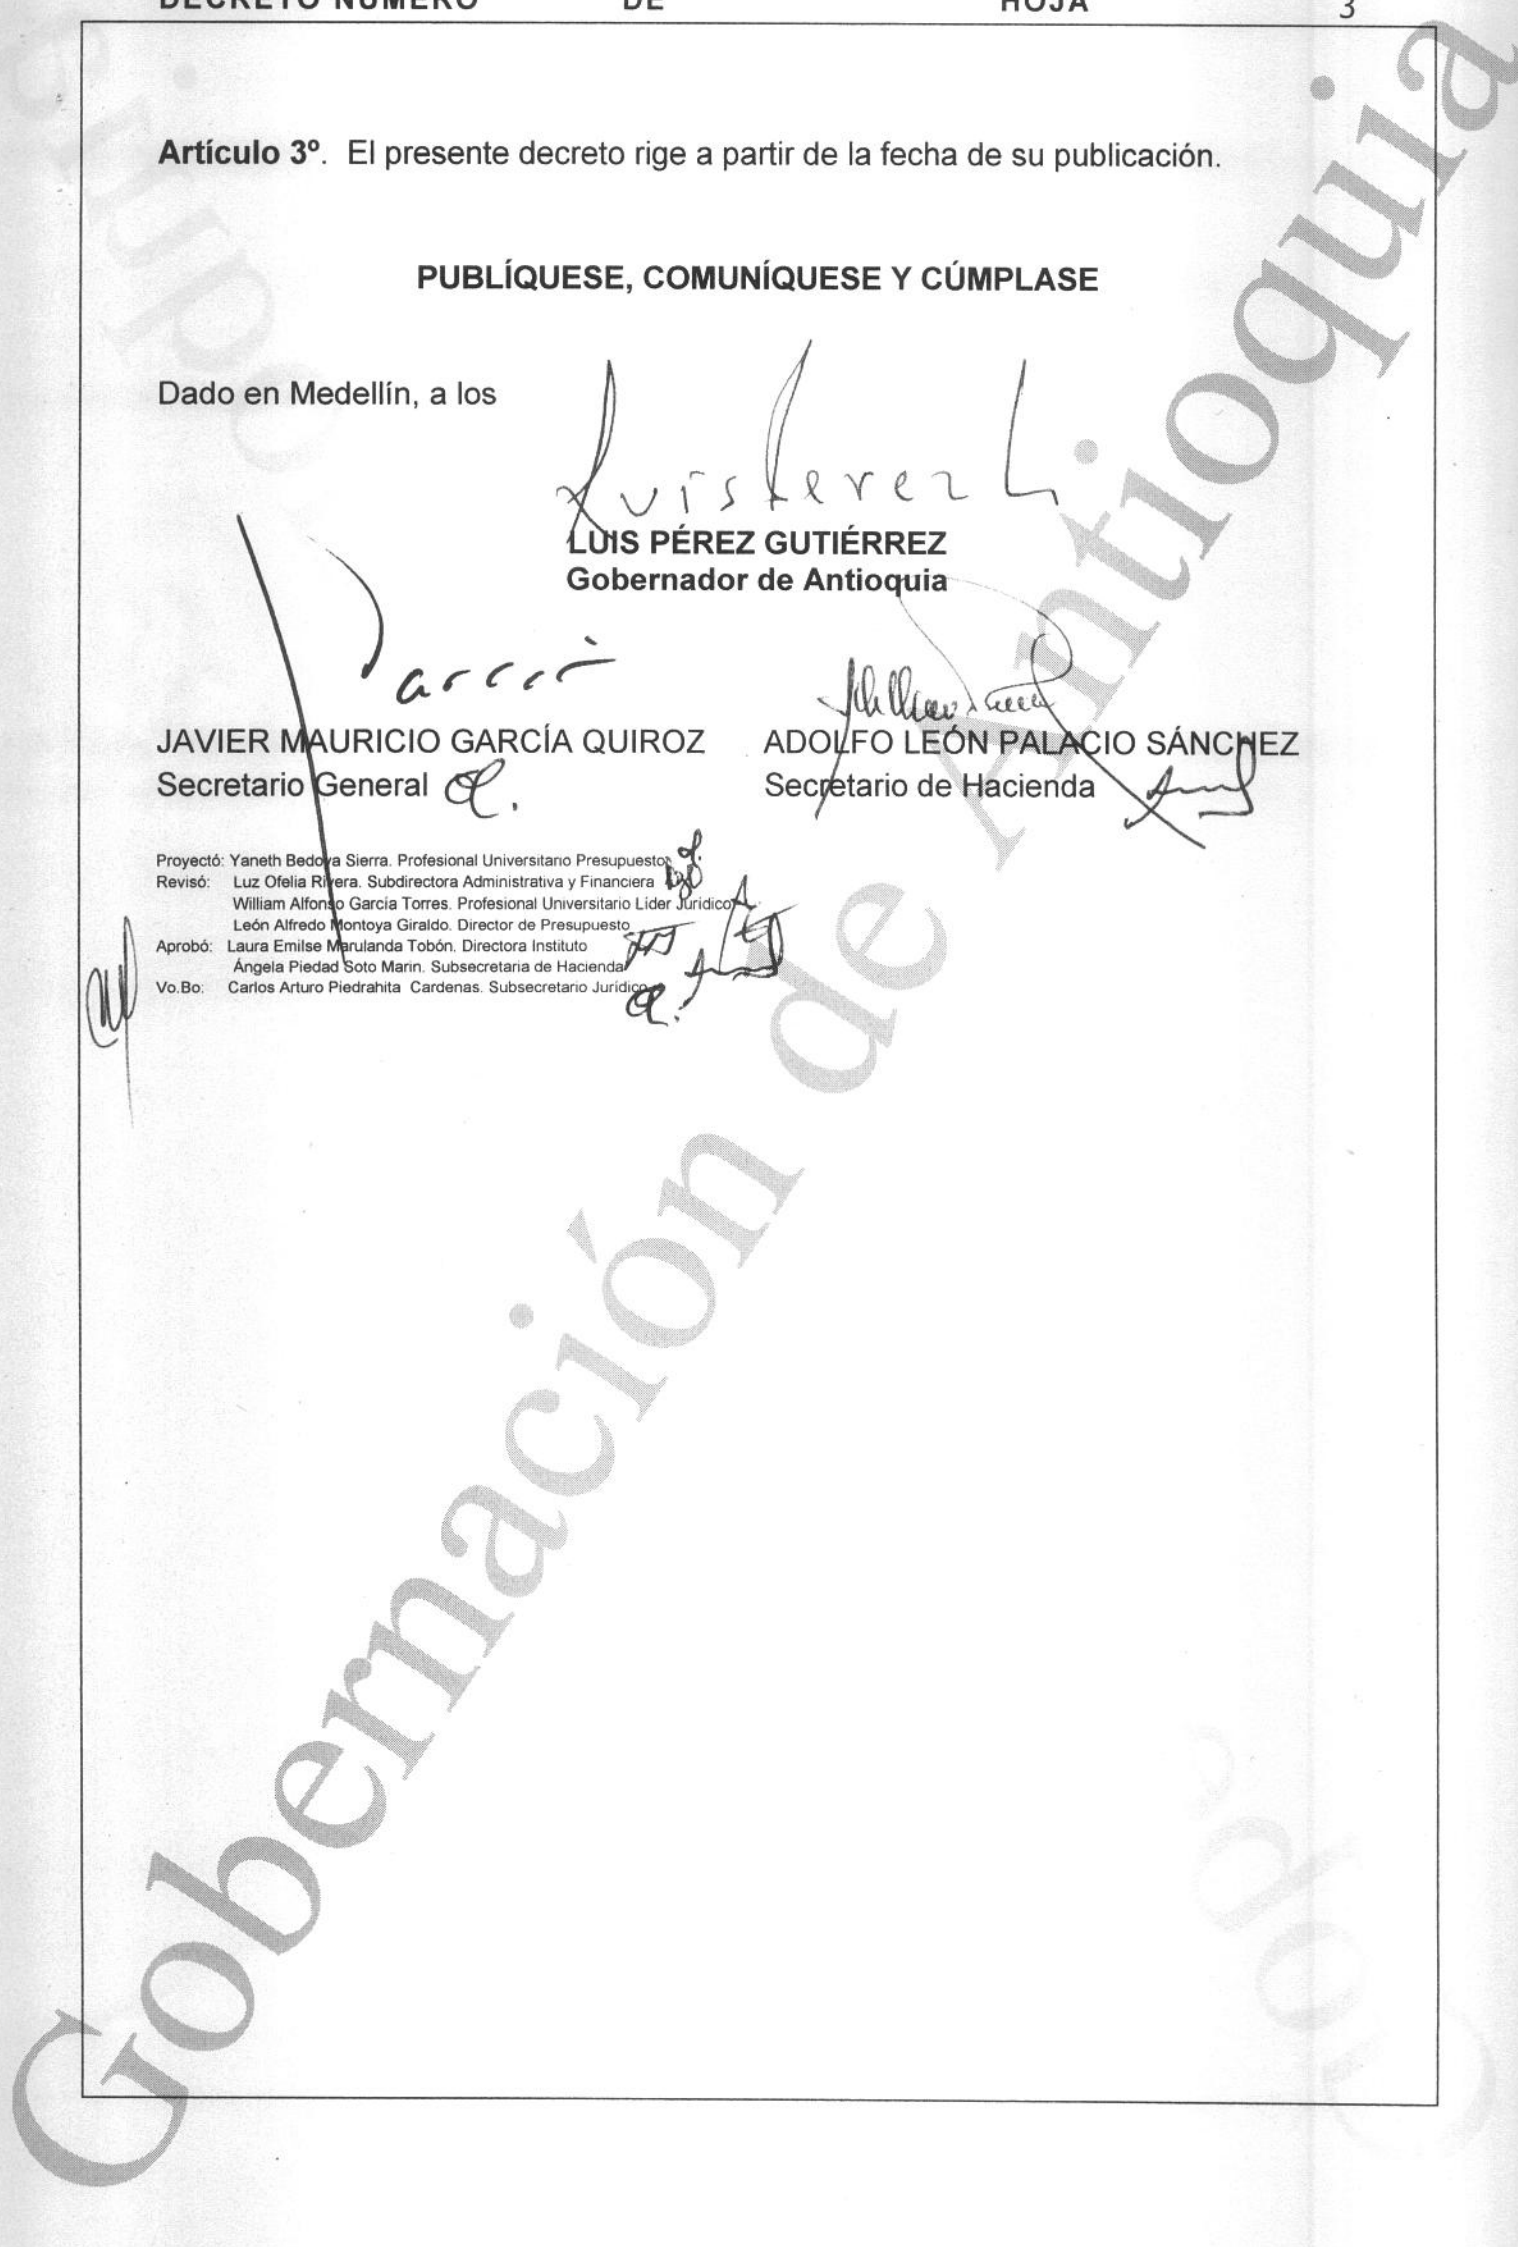 DECRETO NÚMERO DE HOJA 3
Artículo 3º. El presente decreto rige a partir de la fecha de su publicación.
PUBLÍQUESE, COMUNÍQUESE Y CÚMPLASE
Dado en Medellín, a los
Luis Perez G
LUIS PÉREZ GUTIÉRREZ
Gobernador de Antioquia
JAVIER MAURICIO GARCÍA QUIROZ
Secretario General
ADOLFO LEÓN PALACIO SÁNCHEZ
Secretario de Hacienda
Proyectó: Yaneth Bedoya Sierra. Profesional Universitario Presupuesto
Revisó: Luz Ofelia Rivera. Subdirectora Administrativa y Financiera
William Alfonso Garcia Torres. Profesional Universitario Lider Jurídico
León Alfredo Montoya Giraldo. Director de Presupuesto
Aprobó: Laura Emilse Marulanda Tobón. Directora Instituto
Ángela Piedad Soto Marin. Subsecretaria de Hacienda
Vo.Bo: Carlos Arturo Piedrahita Cardenas. Subsecretario Jurídico
Gobernación de Antioquia